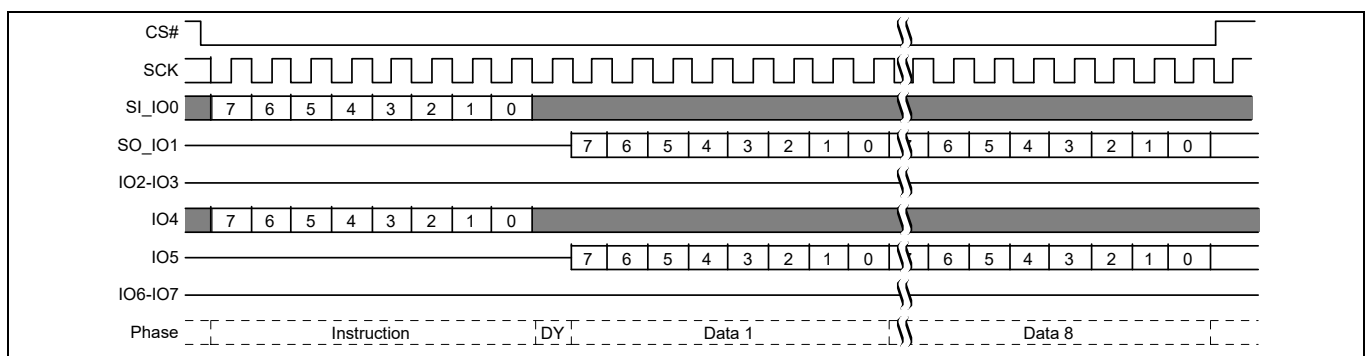 CS#
SCK
SI_IO0 7 6 5 4 3 2 1 0
SO_IO1 7 6 5 4 3 2 1 0 6 5 4 3 2 1 0
IO2-IO3
IO4 7 6 5 4 3 2 1 0
IO5 7 6 5 4 3 2 1 0 6 5 4 3 2 1 0
IO6-IO7
Phase Instruction DY Data 1 Data 8